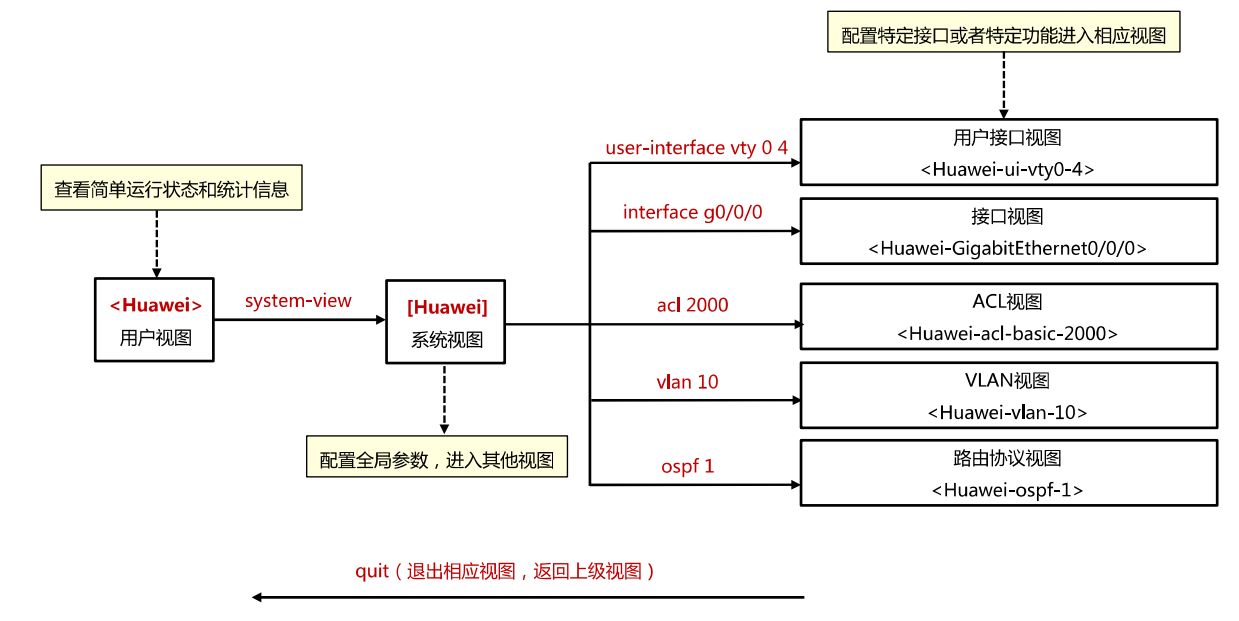 配置特定接口或者特定功能进入相应视图
用户接口视图
<Huawei-ui-vty0-4>
user-interface vty 0 4
查看简单运行状态和统计信息
interface g0/0/0
接口视图
<Huawei-GigabitEthernet0/0/0>
<Huawei>
用户视图
system-view
[Huawei]
系统视图
acl 2000
ACL视图
<Huawei-acl-basic-2000>
vlan 10
VLAN视图
<Huawei-vlan-10>
配置全局参数，进入其他视图
ospf 1
路由协议视图
<Huawei-ospf-1>
quit（退出相应视图，返回上级视图）